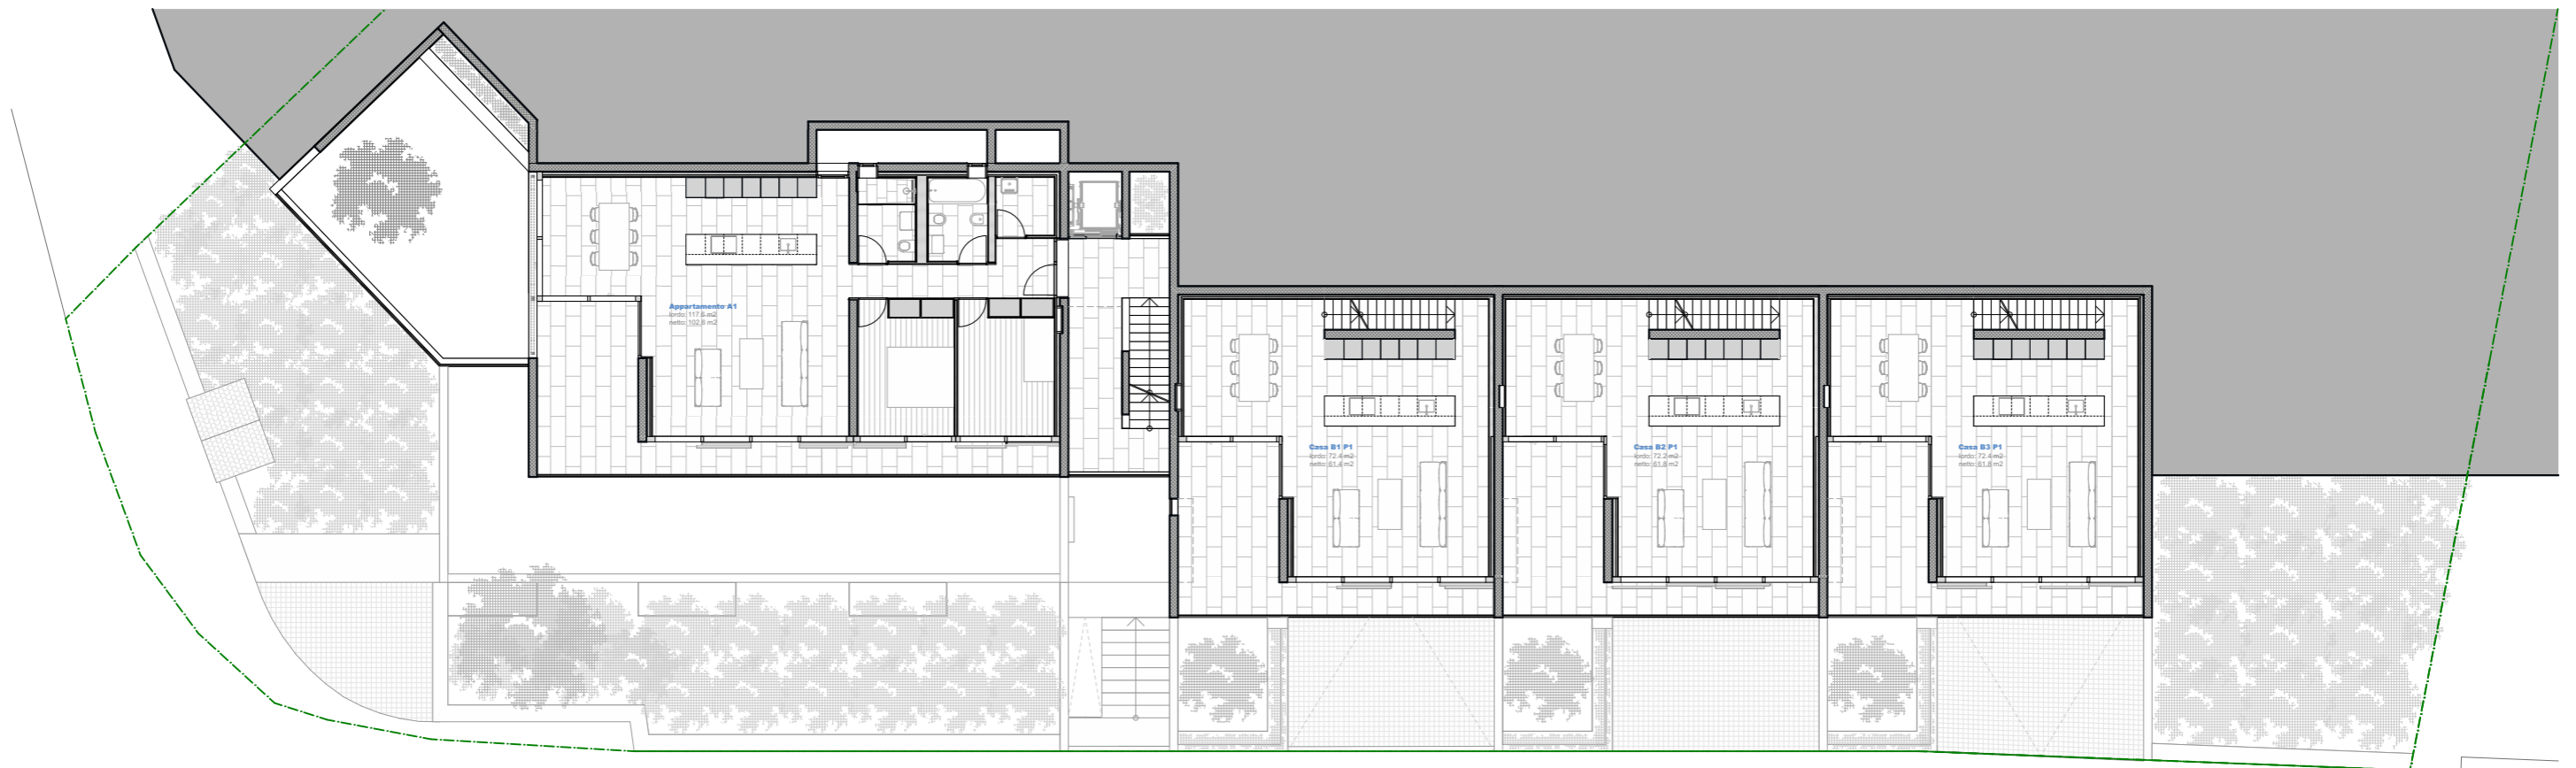 Appartamento A1
lordo: 117.6 m2
netto: 102.6 m2
Casa B1 P1
lordo: 72.4 m2
netto: 61.4 m2
Casa B2 P1
lordo: 72.2 m2
netto: 61.8 m2
Casa B3 P1
lordo: 72.4 m2
netto: 61.8 m2